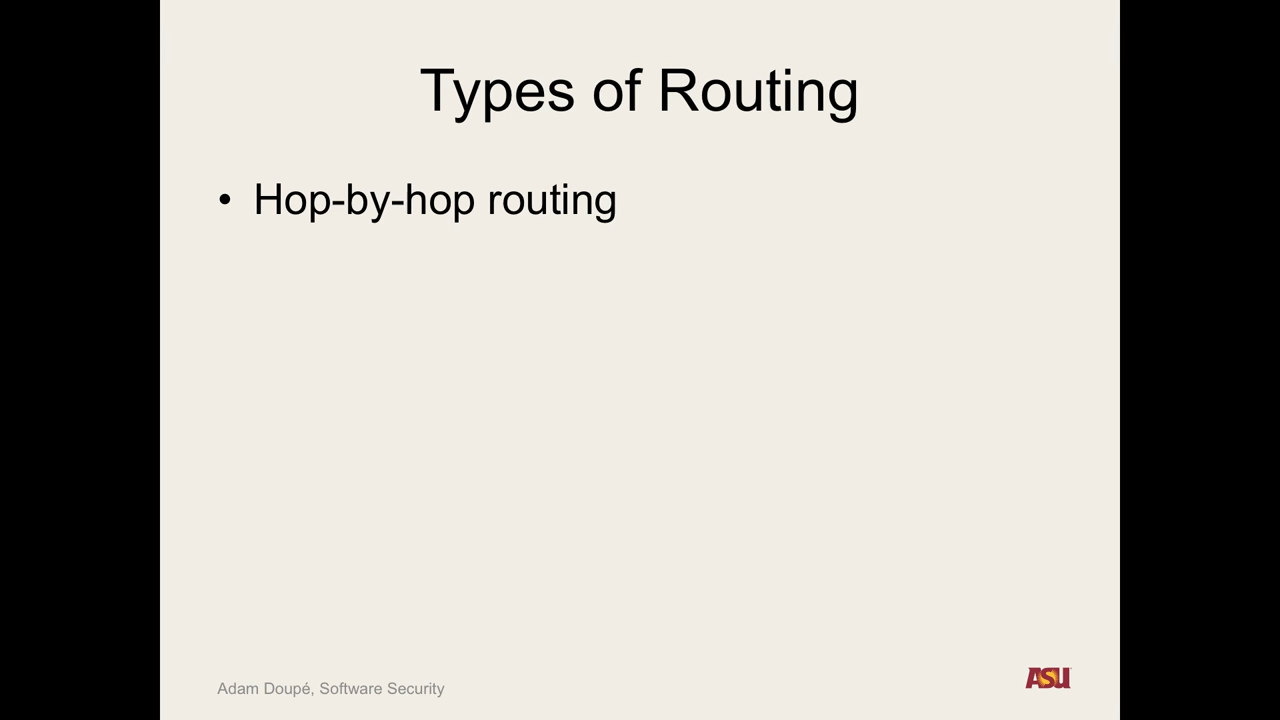 Types of Routing
• Hop-by-hop routing
Adam Doupé, Software Security
ASU